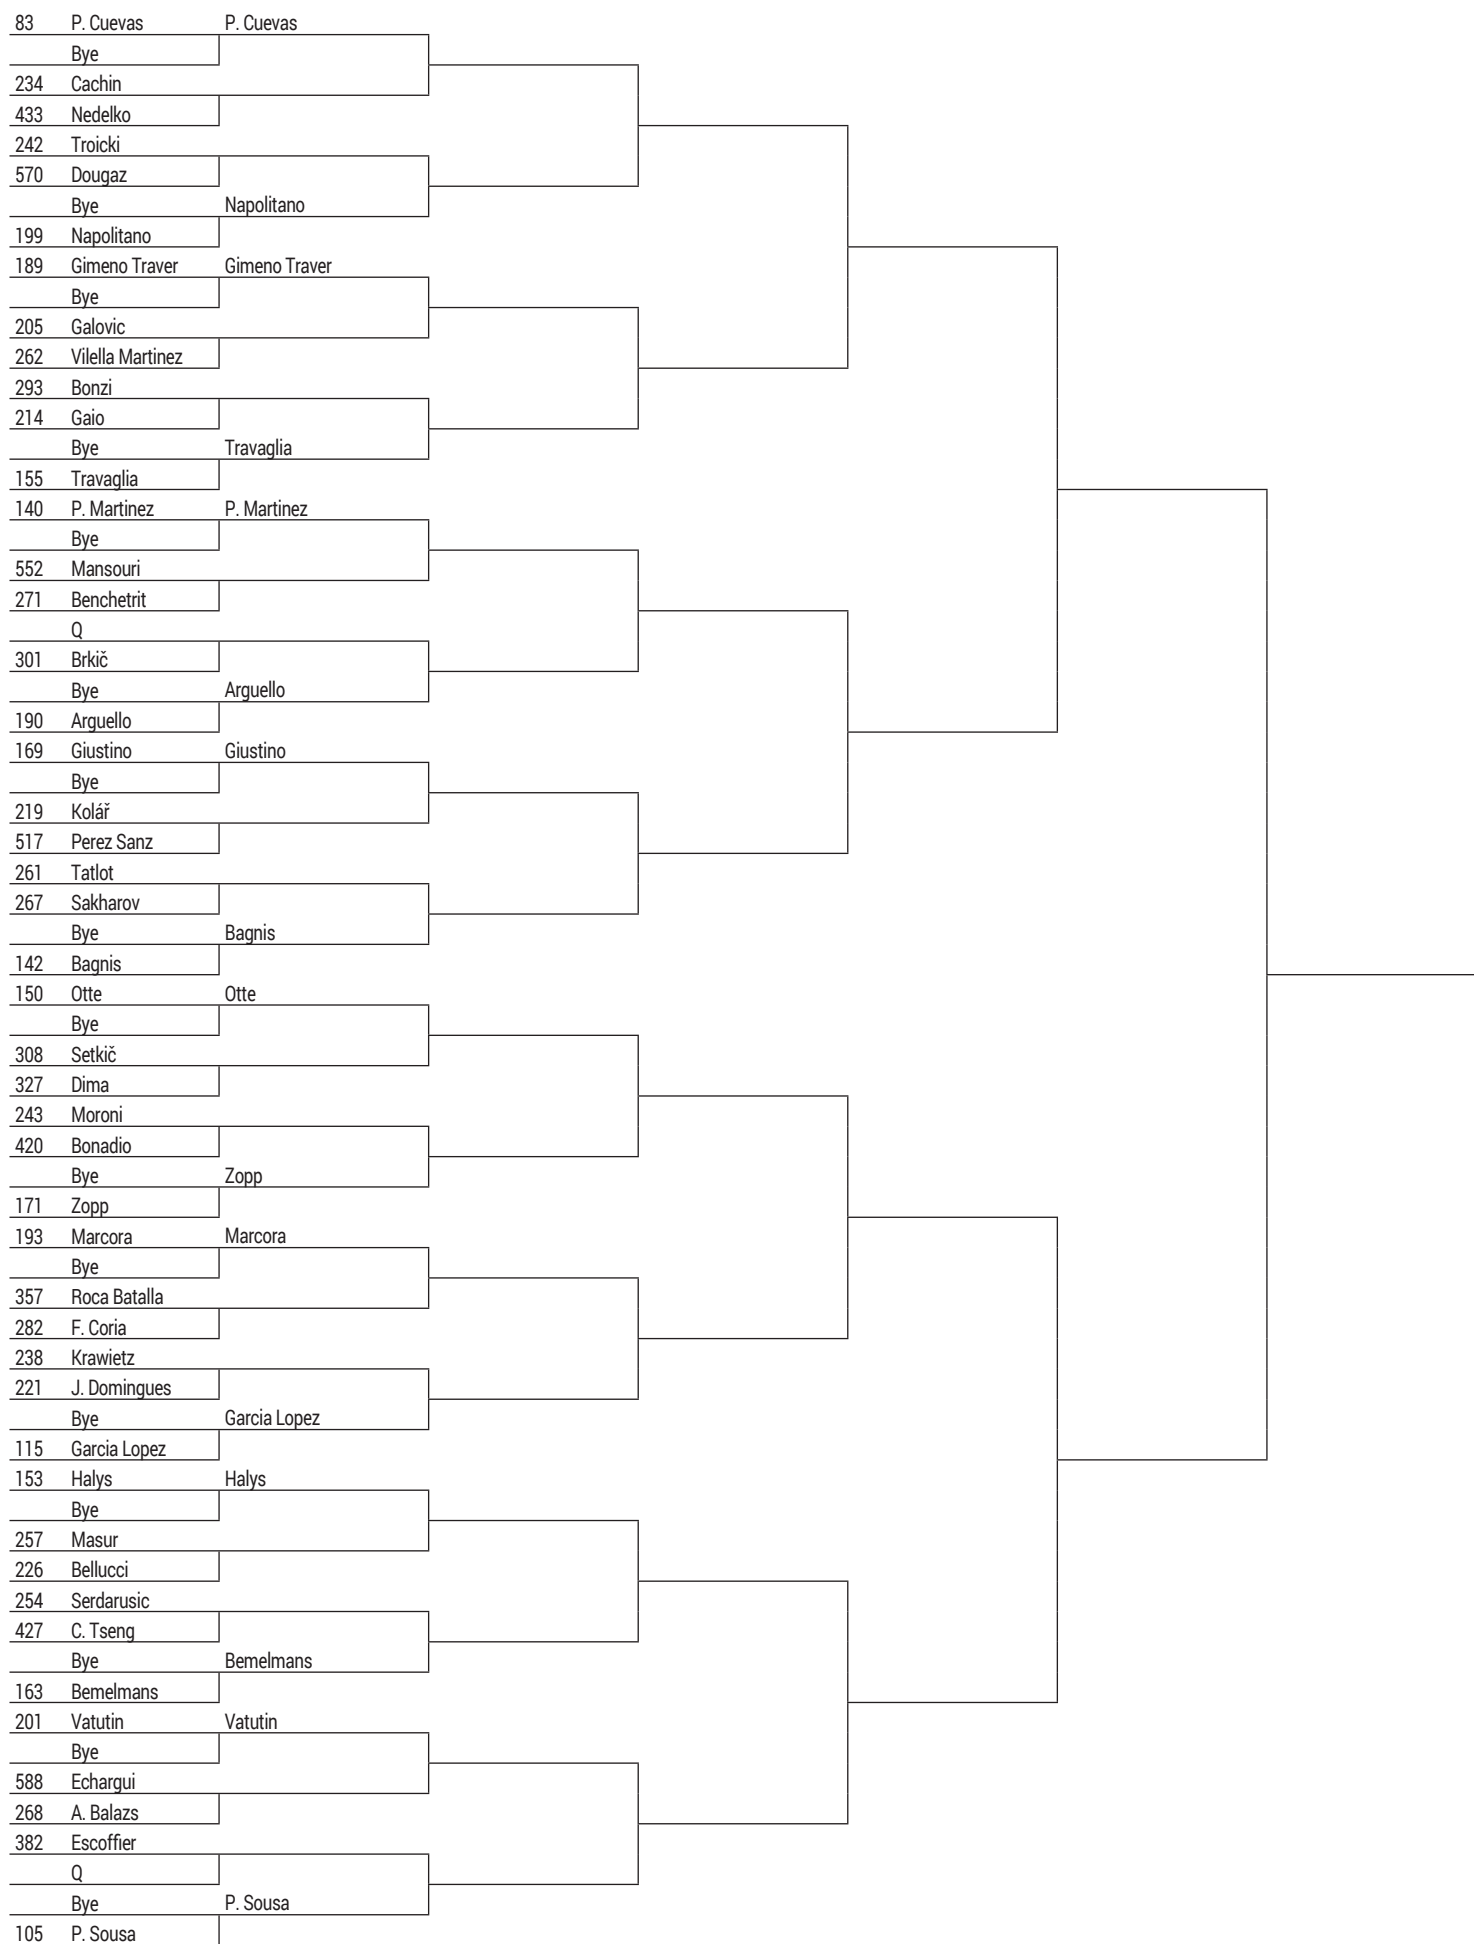 83 P. Cuevas P. Cuevas
Bye
234 Cachin
433 Nedelko
242 Troicki
570 Dougaz
Bye Napolitano
199 Napolitano
189 Gimeno Traver Gimeno Traver
Bye
205 Galovic
262 Vilella Martinez
293 Bonzi
214 Gaio
Bye Travaglia
155 Travaglia
140 P. Martinez P. Martinez
Bye
552 Mansouri
271 Benchetrit
Q
301 Brkič
Bye Arguello
190 Arguello
169 Giustino Giustino
Bye
219 Kolář
517 Perez Sanz
261 Tatlot
267 Sakharov
Bye Bagnis
142 Bagnis
150 Otte Otte
Bye
308 Setkič
327 Dima
243 Moroni
420 Bonadio
Bye Zopp
171 Zopp
193 Marcora Marcora
Bye
357 Roca Batalla
282 F. Coria
238 Krawietz
221 J. Domingues
Bye Garcia Lopez
115 Garcia Lopez
153 Halys Halys
Bye
257 Masur
226 Bellucci
254 Serdarusic
427 C. Tseng
Bye Bemelmans
163 Bemelmans
201 Vatutin Vatutin
Bye
588 Echargui
268 A. Balazs
382 Escoffier
Q
Bye P. Sousa
105 P. Sousa